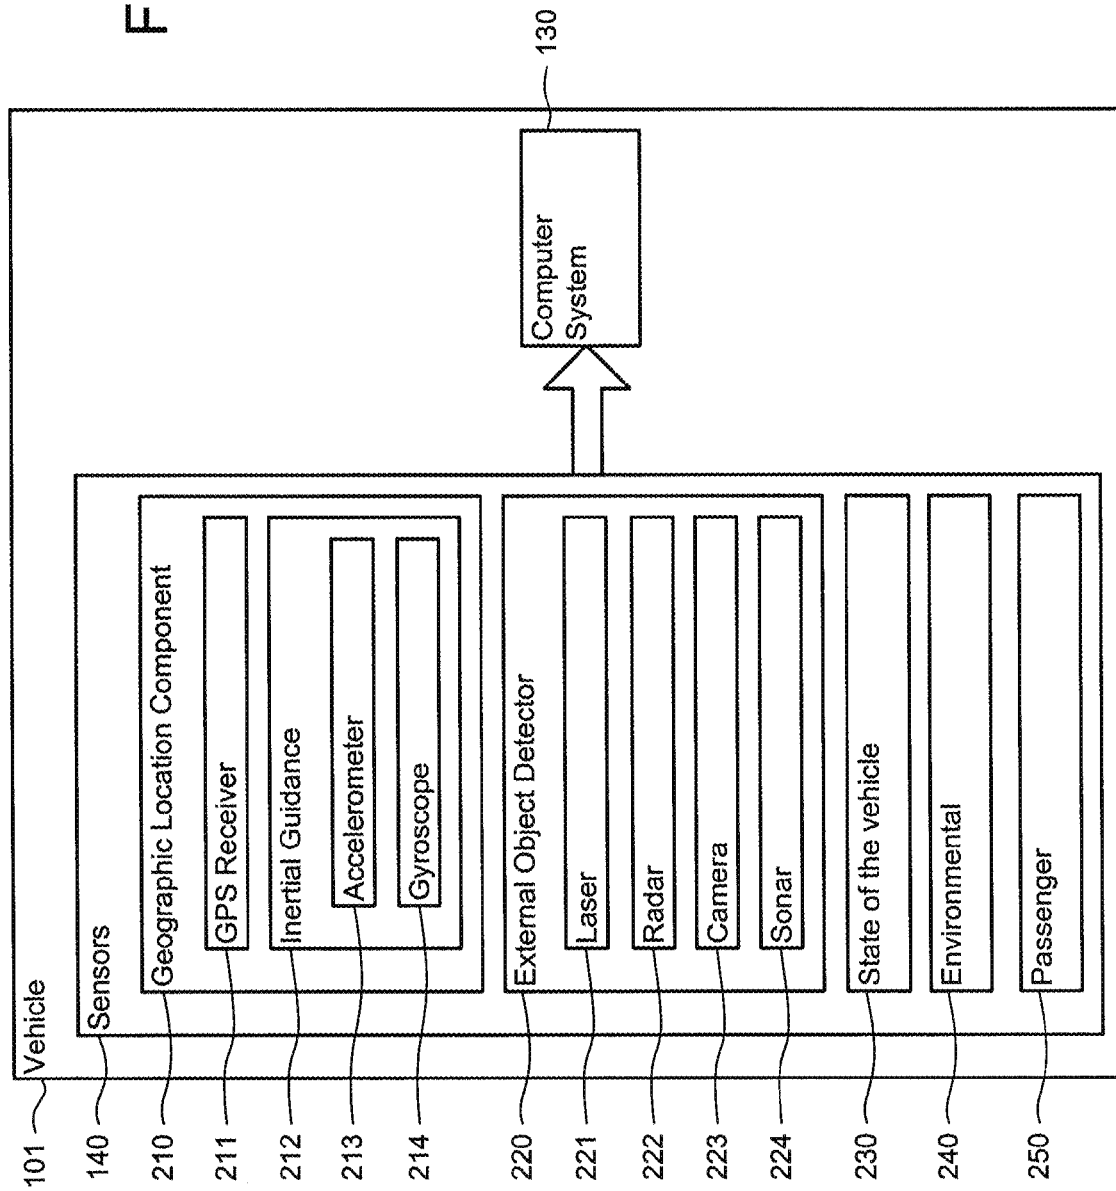 F
101
Vehicle
140
Sensors
210
Geographic Location Component
211
GPS Receiver
212
Inertial Guidance
213
Accelerometer
214
Gyroscope
220
External Object Detector
221
Laser
222
Radar
223
Camera
224
Sonar
230
State of the vehicle
240
Environmental
250
Passenger
Computer
System
130